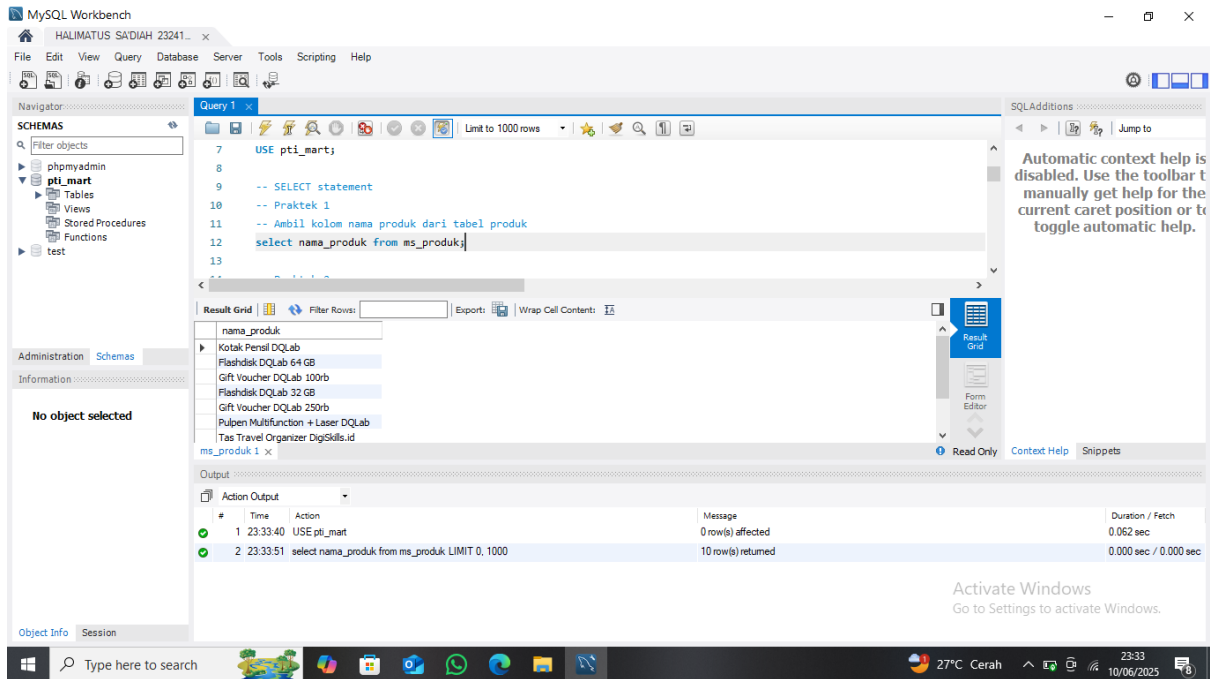 MySQL Workbench
HALIMATUS SA'DIAH 23241...
File Edit View Query Database Server Tools Scripting Help
Navigator
SCHEMAS
Filter objects
phpmyadmin
pti_mart
Tables
Views
Stored Procedures
Functions
test
Administration Schemas
Information
No object selected
Object Info Session
Query 1
Limit to 1000 rows
7 USE pti_mart;
8
9 -- SELECT statement
10 -- Praktek 1
11 -- Ambil kolom nama produk dari tabel produk
12 select nama_produk from ms_produk;
13
Result Grid Filter Rows: Export: Wrap Cell Content:
nama_produk
Kotak Pensil DQLab
Flashdisk DQLab 64 GB
Gift Voucher DQLab 100rb
Flashdisk DQLab 32 GB
Gift Voucher DQLab 250rb
Pulpen Multifunction + Laser DQLab
Tas Travel Organizer DigiSkills.id
Result
Grid
Form
Editor
ms_produk 1
Read Only
SQLAdditions
Jump to
Automatic context help is
disabled. Use the toolbar t
manually get help for the
current caret position or to
toggle automatic help.
Context Help Snippets
Output
Action Output
# Time Action Message Duration / Fetch
1 23:33:40 USE pti_mart 0 row(s) affected 0.062 sec
2 23:33:51 select nama_produk from ms_produk LIMIT 0, 1000 10 row(s) returned 0.000 sec / 0.000 sec
Activate Windows
Go to Settings to activate Windows.
Type here to search
27°C Cerah
23:33
10/06/2025
8